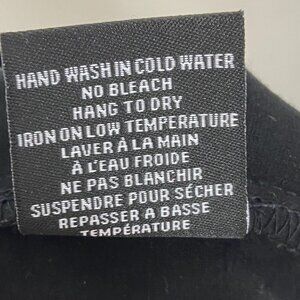 HAND WASH IN COLD WATER
NO BLEACH
HANG TO DRY
IRON ON LOW TEMPERATURE
LAVER À LA MAIN
À L'EAU FROIDE
NE PAS BLANCHIR
SUSPENDRE POUR SÉCHER
REPASSER A BASSE
TEMPÉRATURE